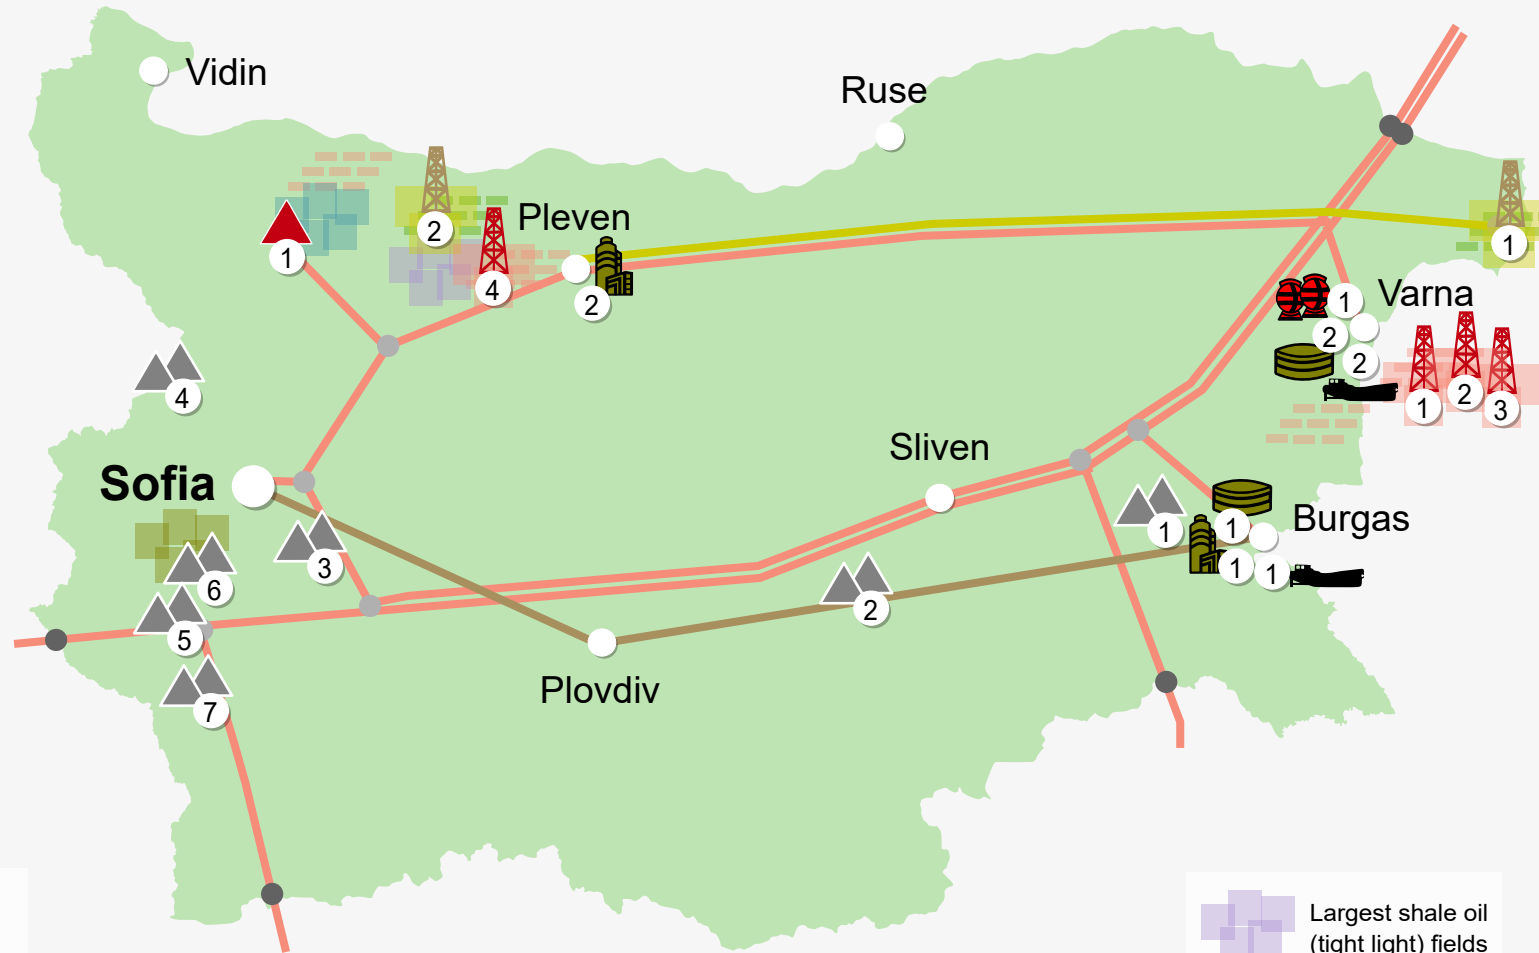 Vidin
Ruse
Pleven
1
2
4
2
1
Varna
1
2
2
1
2
3
4
Sliven
Sofia
3
6
5
7
2
1
1
Burgas
1
1
Plovdiv
Largest shale oil
(tight light) fields